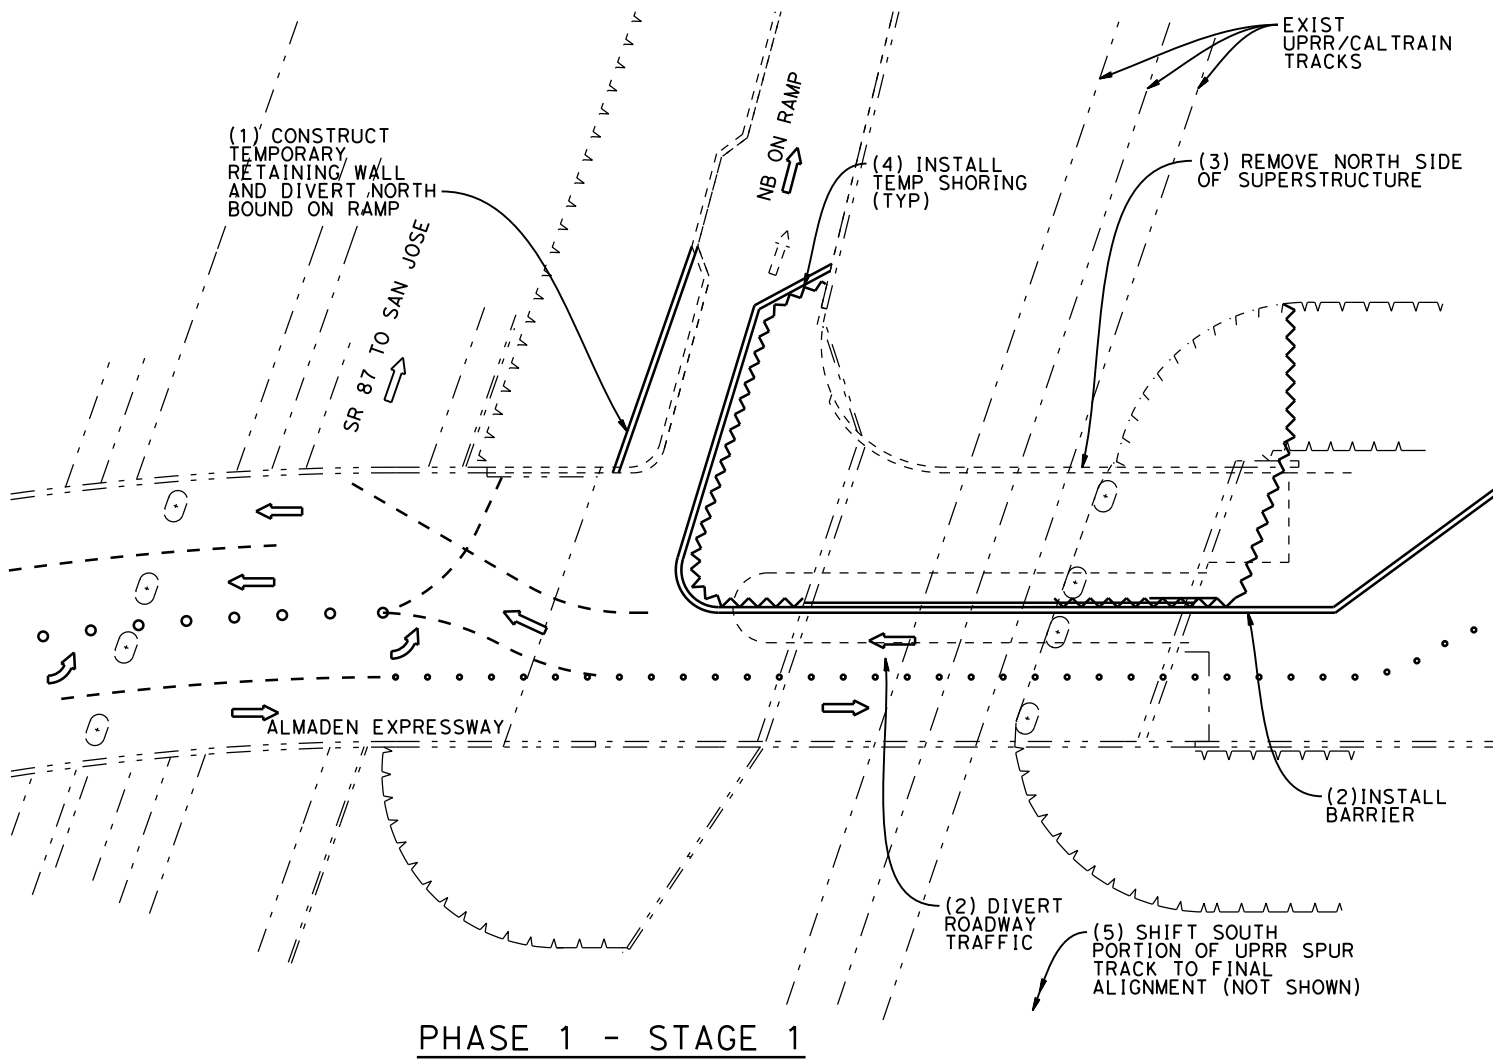 EXIST
UPRR/CALTRAIN
TRACKS
(1) CONSTRUCT
TEMPORARY
RETAINING WALL
AND DIVERT NORTH
BOUND ON RAMP
NB ON RAMP
(4) INSTALL
TEMP SHORING
(TYP)
(3) REMOVE NORTH SIDE
OF SUPERSTRUCTURE
SR 87 TO SAN JOSE
ALMADEN EXPRESSWAY
(2)INSTALL
BARRIER
(2) DIVERT
ROADWAY
TRAFFIC
(5) SHIFT SOUTH
PORTION OF UPRR SPUR
TRACK TO FINAL
ALIGNMENT (NOT SHOWN)
PHASE 1 - STAGE 1